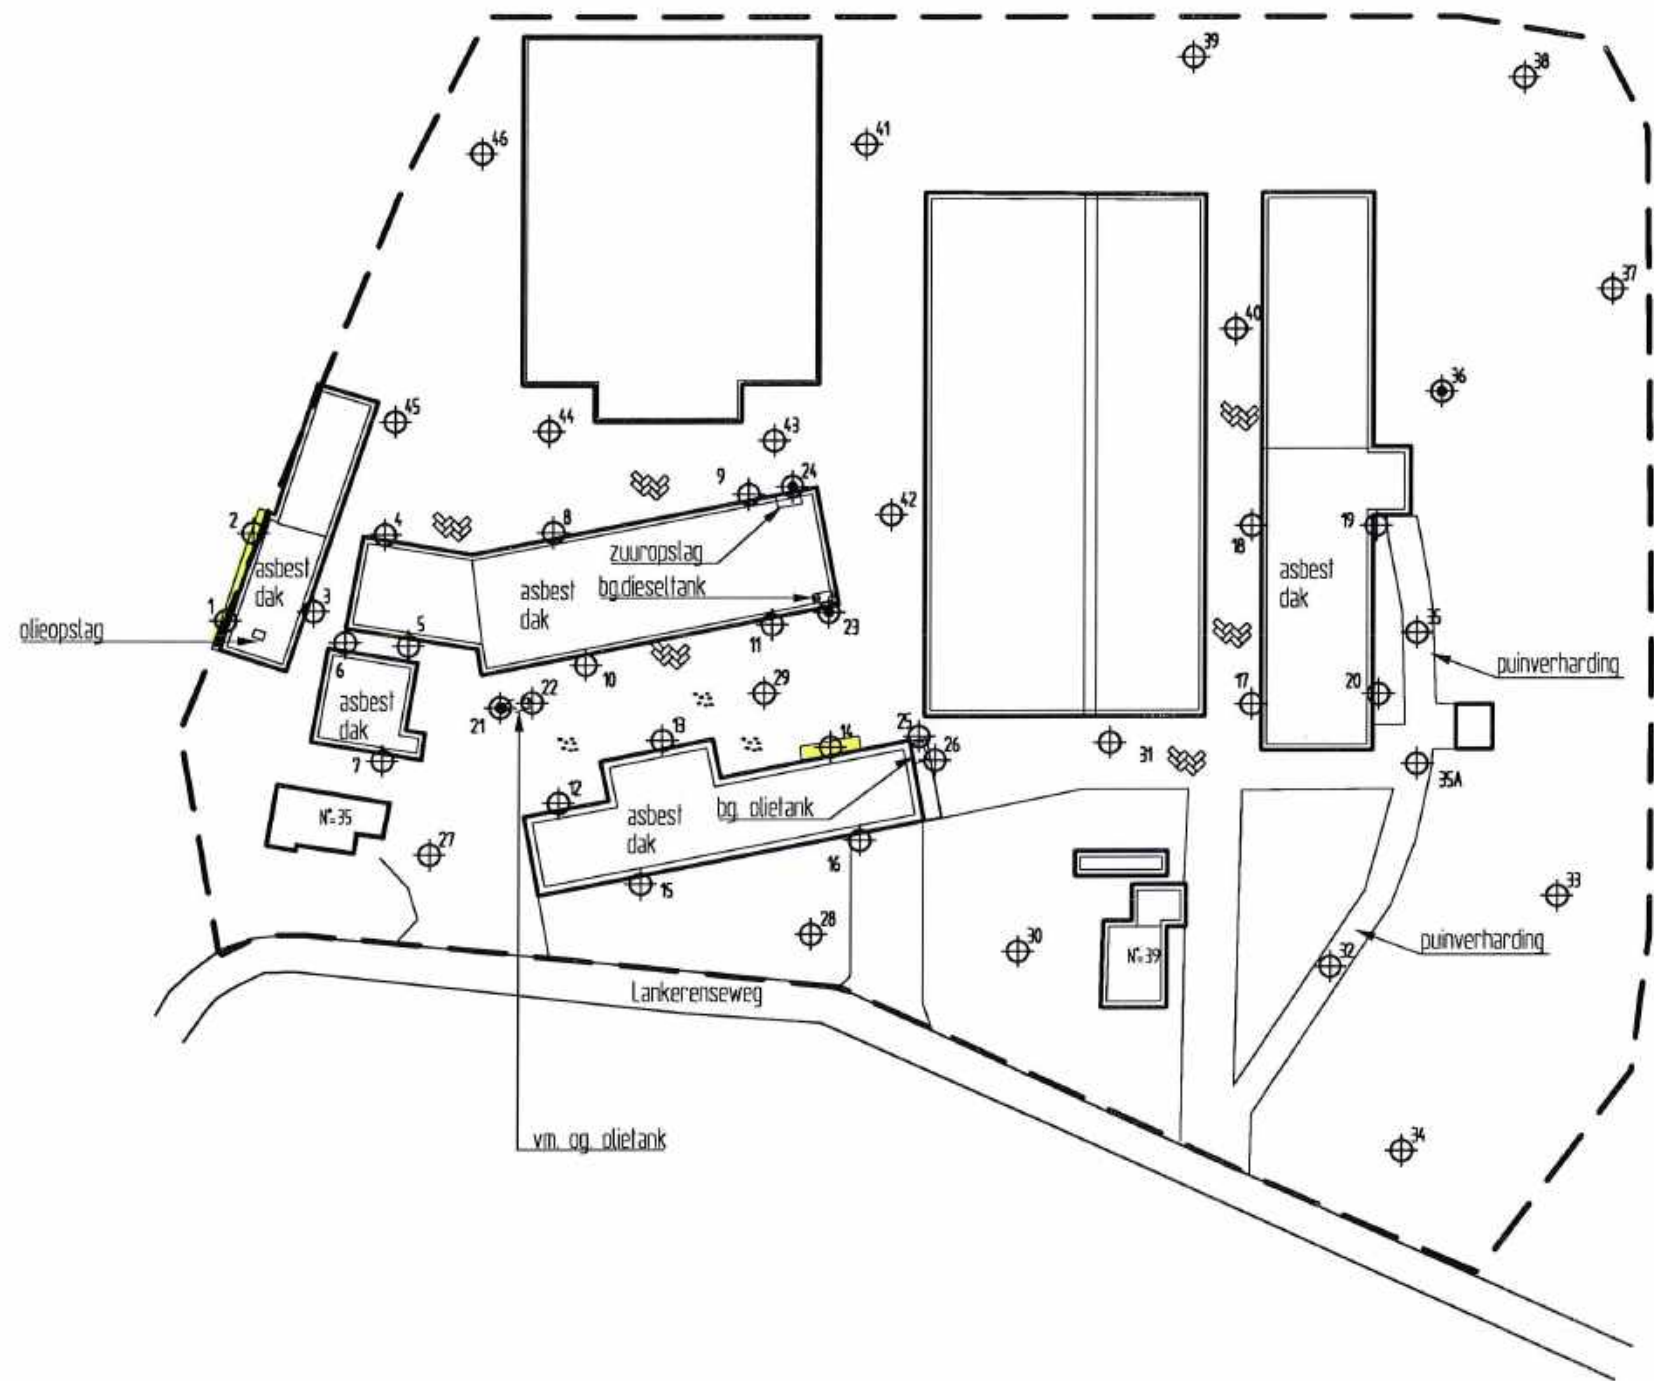 39
38
46
41
37
40
36
45
44
43
9
24
2
4
8
42
18
19
zuuropslag
asbest
dak
asbest
dak
bg.dieseltank
asbest
dak
1
3
olieopslag
5
11
23
35
puinverharding
6
10
29
17
20
asbest
dak
21
22
13
14
25
26
31
35A
7
12
bg. olietank
asbest
dak
N°=35
27
16
15
33
28
30
N°=39
32
puinverharding
Lankerenseweg
vm. og. olietank
34